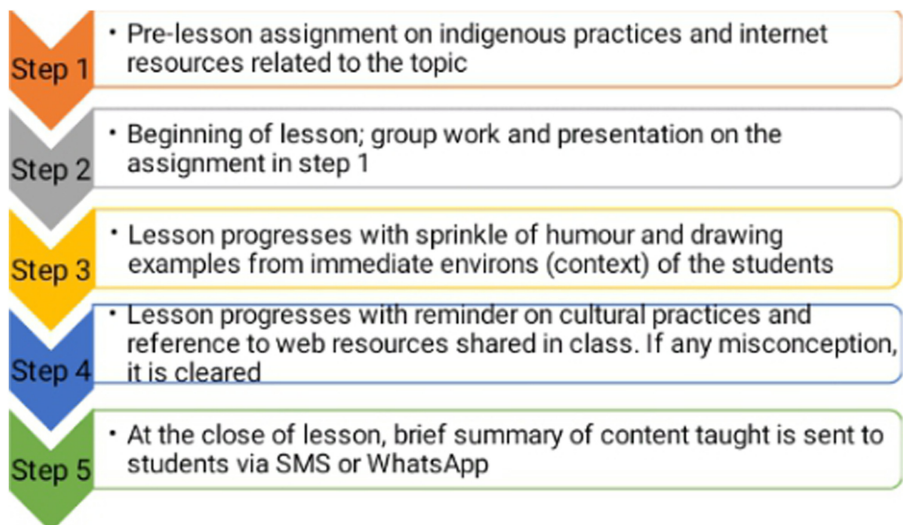 Step 1
• Pre-lesson assignment on indigenous practices and internet
resources related to the topic
Step 2
• Beginning of lesson; group work and presentation on the
assignment in step 1
Step 3
• Lesson progresses with sprinkle of humour and drawing
examples from immediate environs (context) of the students
Step 4
• Lesson progresses with reminder on cultural practices and
reference to web resources shared in class. If any misconception,
it is cleared
Step 5
• At the close of lesson, brief summary of content taught is sent to
students via SMS or WhatsApp